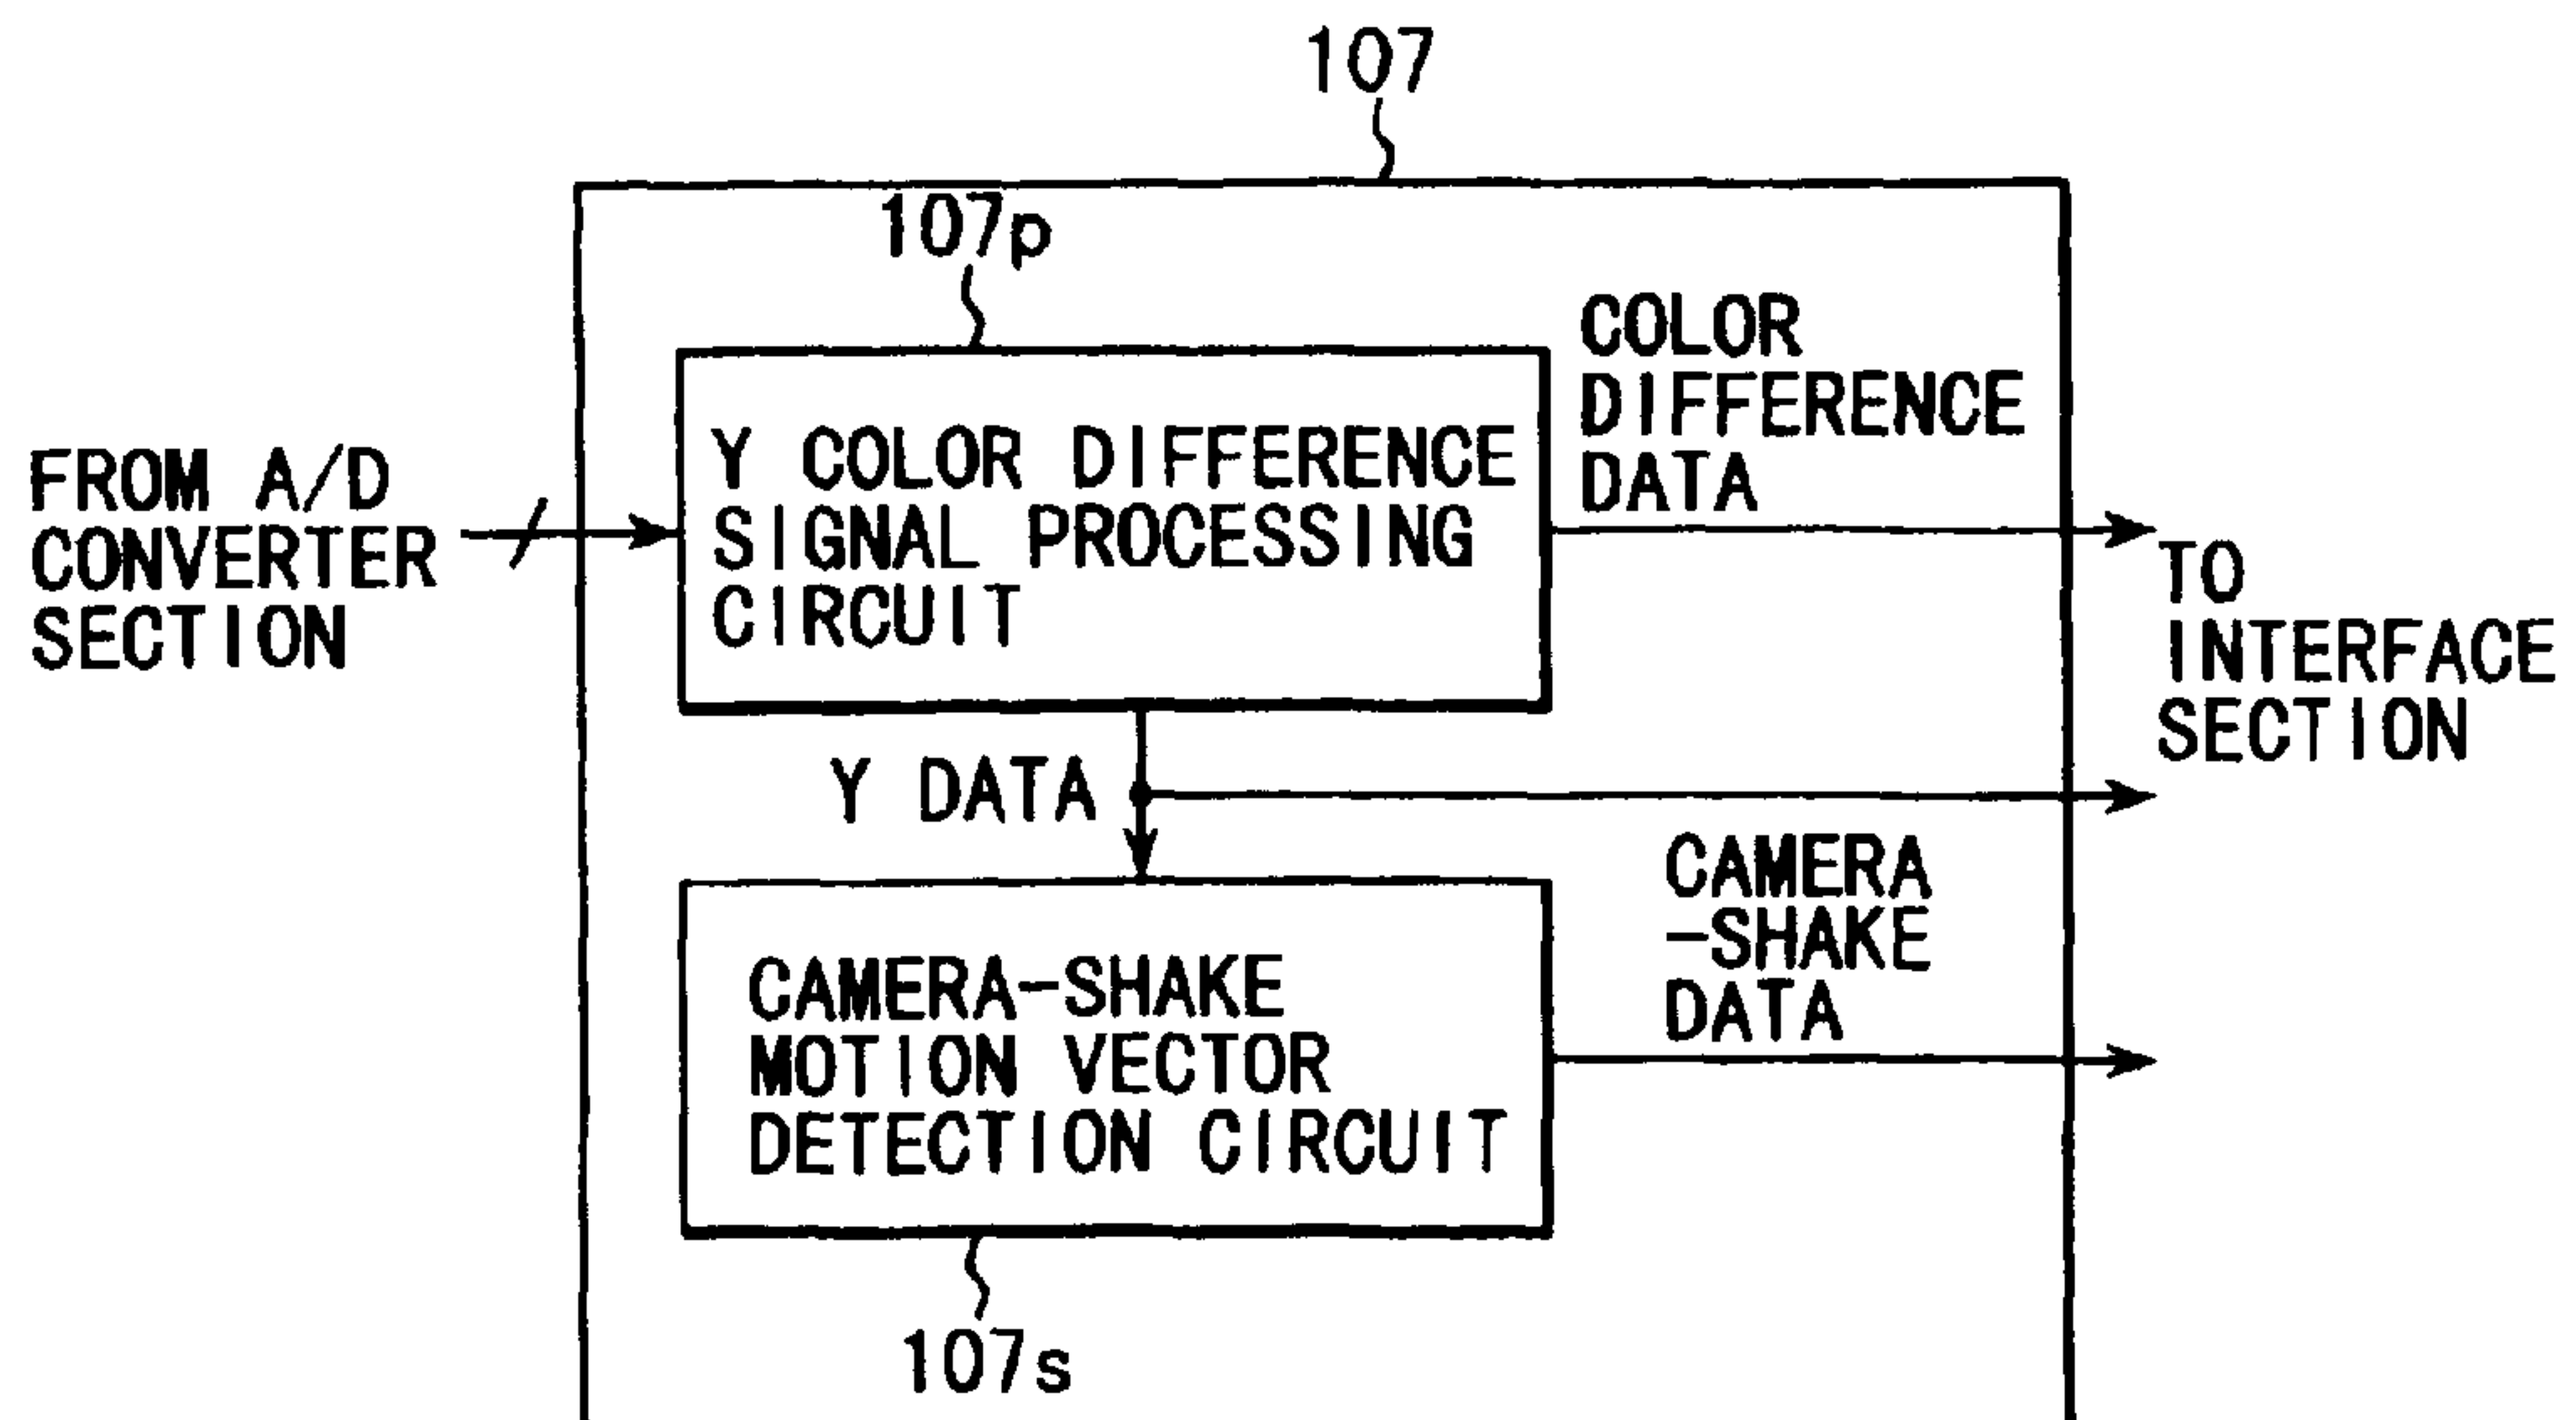 107
107p
FROM A/D
CONVERTER
SECTION
Y COLOR DIFFERENCE
SIGNAL PROCESSING
CIRCUIT
COLOR
DIFFERENCE
DATA
TO
INTERFACE
SECTION
Y DATA
CAMERA
-SHAKE
DATA
CAMERA-SHAKE
MOTION VECTOR
DETECTION CIRCUIT
107s